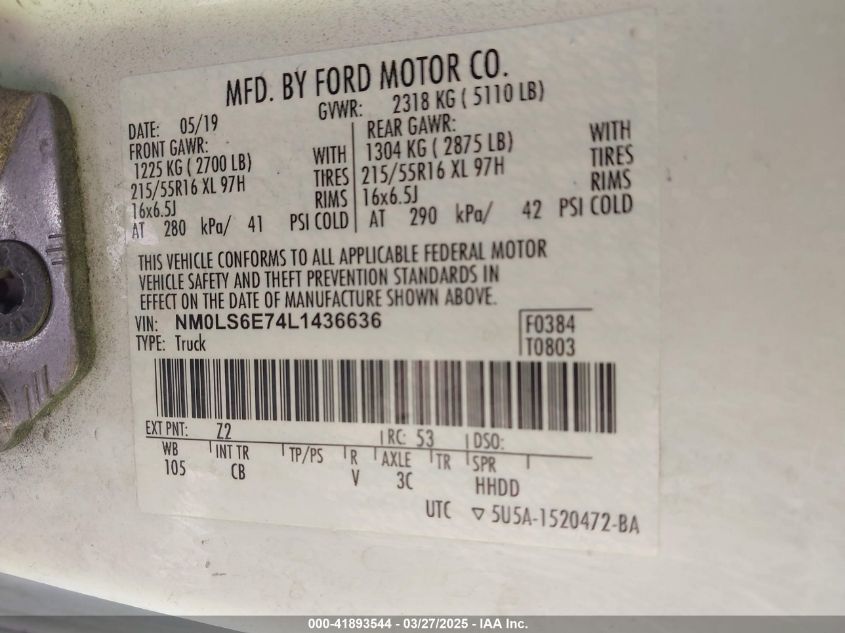 MFD. BY FORD MOTOR CO.
DATE: 05/19 GVWR: 2318 KG ( 5110 LB)
FRONT GAWR: REAR GAWR:
1225 KG ( 2700 LB) WITH 1304 KG ( 2875 LB) WITH
215/55R16 XL 97H TIRES 215/55R16 XL 97H TIRES
16x6.5J RIMS 16x6.5J RIMS
AT 280 kPa/ 41 PSI COLD AT 290 kPa/ 42 PSI COLD
THIS VEHICLE CONFORMS TO ALL APPLICABLE FEDERAL MOTOR
VEHICLE SAFETY AND THEFT PREVENTION STANDARDS IN
EFFECT ON THE DATE OF MANUFACTURE SHOWN ABOVE.
VIN: NM0LS6E74L1436636 F0384
TYPE: Truck T0803
EXT PNT: Z2 RC: 53 DSO:
WB INT TR TP/PS R AXLE TR SPR
105 CB V 3C HHDD
UTC ▽ 5U5A-1520472-BA
000-41893544 - 03/27/2025 - IAA Inc.